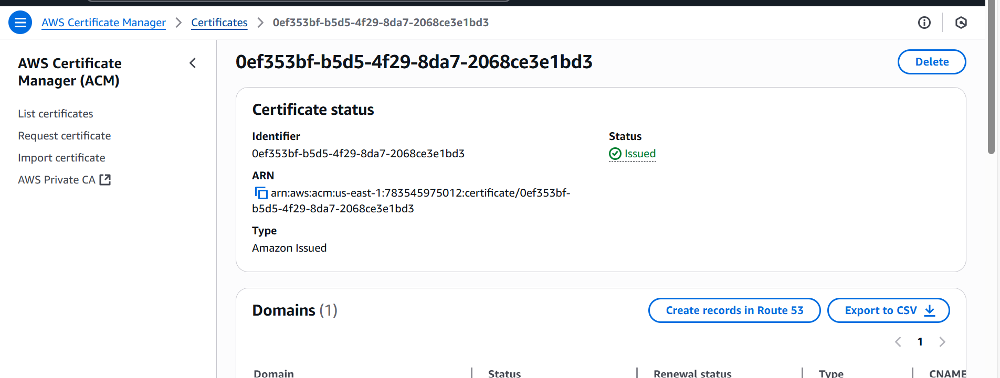 AWS Certificate Manager > Certificates > 0ef353bf-b5d5-4f29-8da7-2068ce3e1bd3
AWS Certificate
Manager (ACM)
List certificates
Request certificate
Import certificate
AWS Private CA
0ef353bf-b5d5-4f29-8da7-2068ce3e1bd3
Delete
Certificate status
Identifier
0ef353bf-b5d5-4f29-8da7-2068ce3e1bd3
Status
Issued
ARN
arn:aws:acm:us-east-1:783545975012:certificate/0ef353bf-
b5d5-4f29-8da7-2068ce3e1bd3
Type
Amazon Issued
Domains (1)
Create records in Route 53
Export to CSV
1
Domain
Status
Renewal status
Type
CNAME